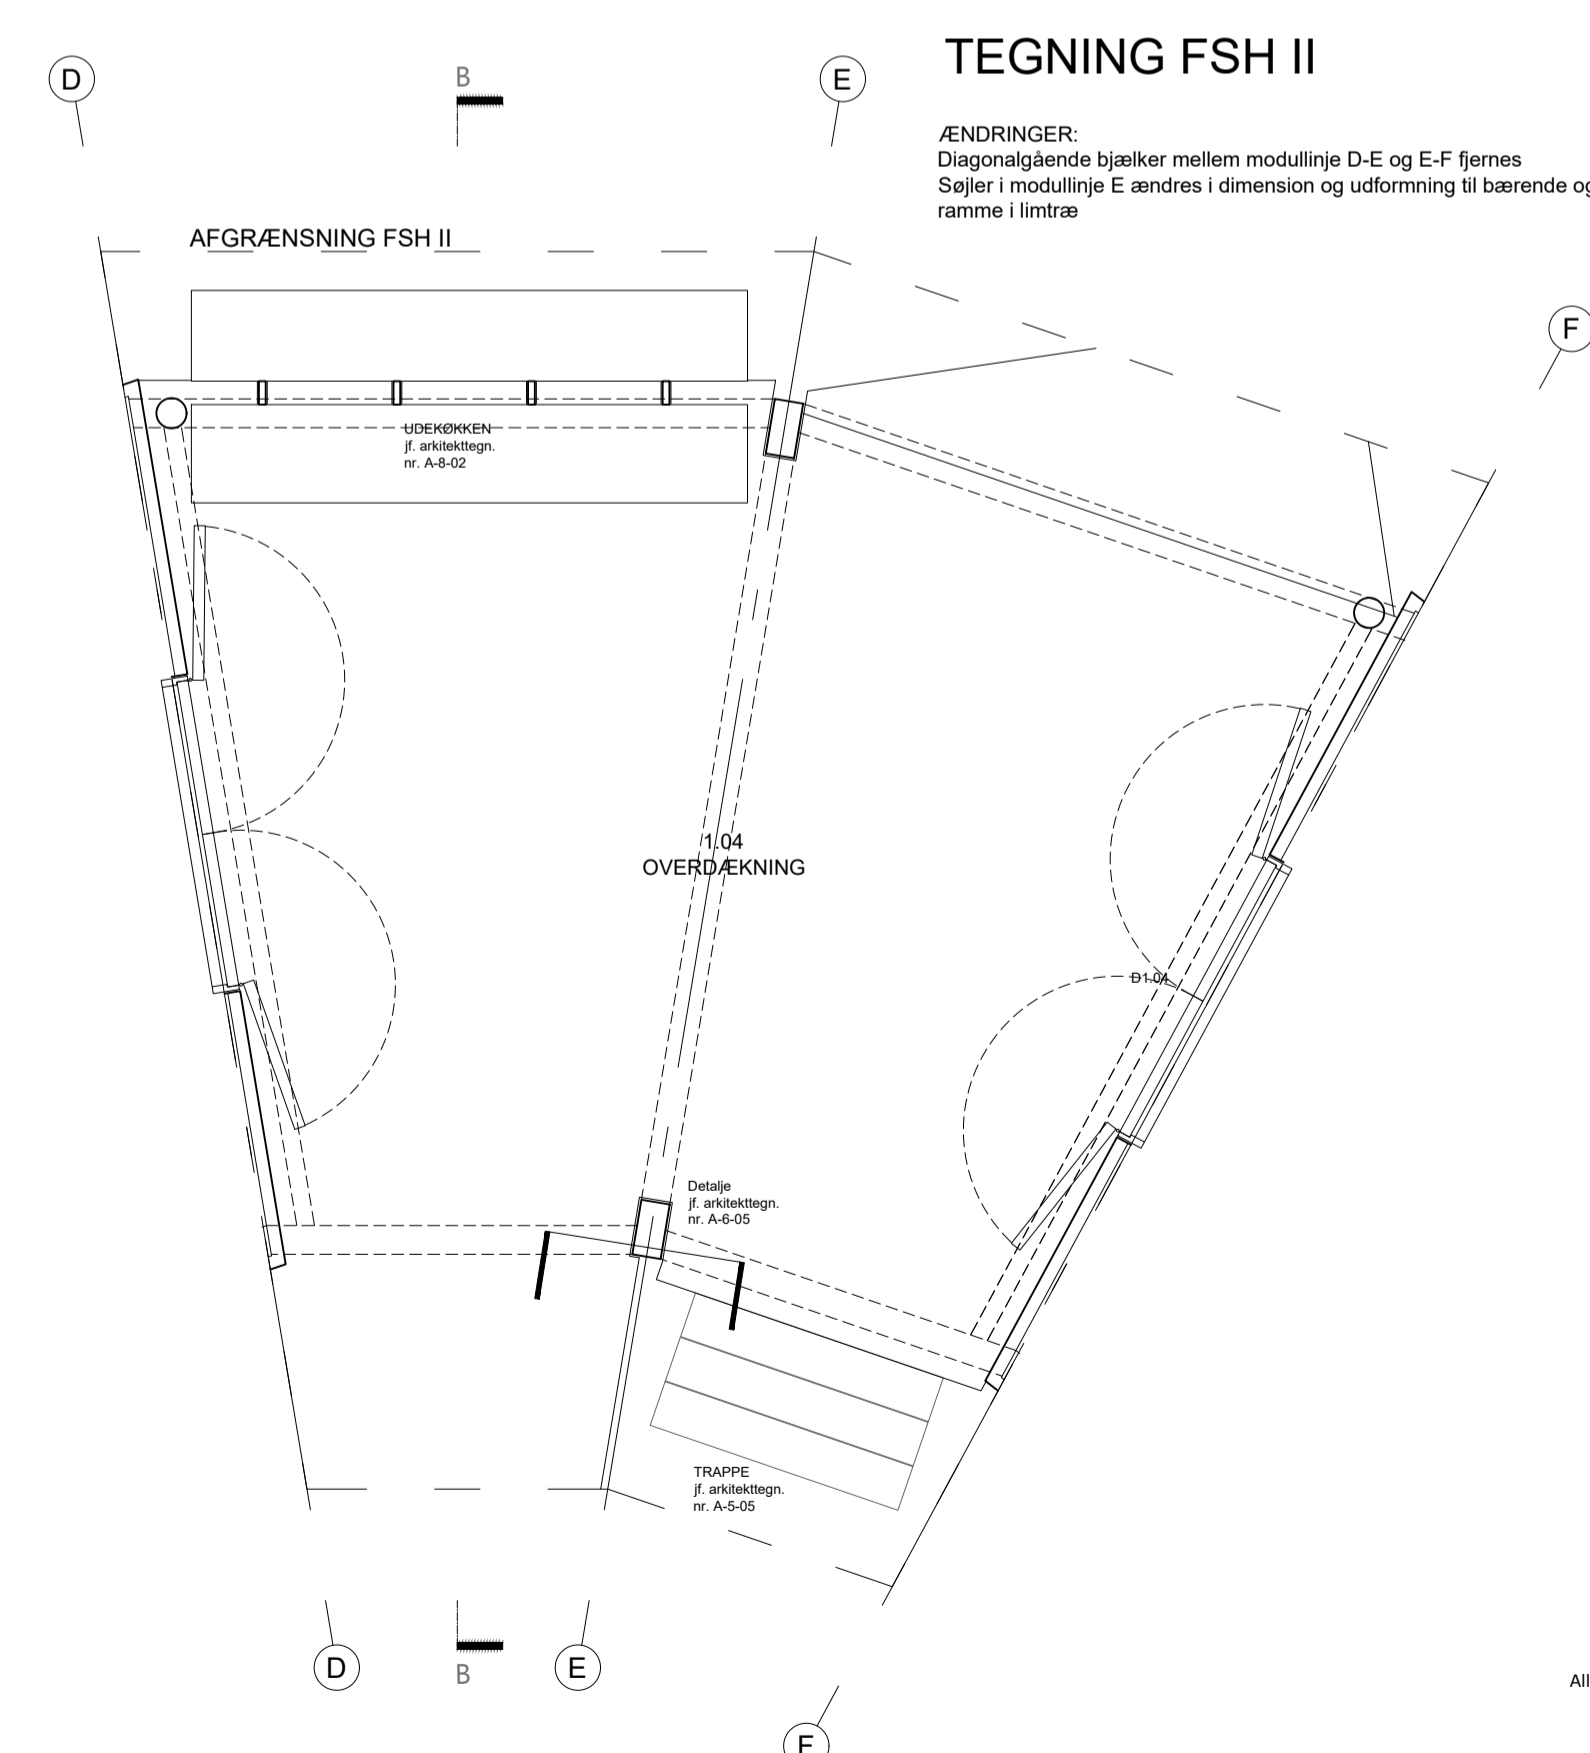 TEGNING FSH II
D
B
E
ÆNDRINGER:
Diagonalgående bjælker mellem modullinje D-E og E-F fjernes
Søjler i modullinje E ændres i dimension og udformning til bærende og
ramme i limtræ
AFGRÆNSNING FSH II
F
UDEKØKKEN
jf. arkitekttegn.
nr. A-8-02
1.04
OVERDÆKNING
D1.04
Detalje
jf. arkitekttegn.
nr. A-6-05
TRAPPE
jf. arkitekttegn.
nr. A-5-05
D
B
E
All
F